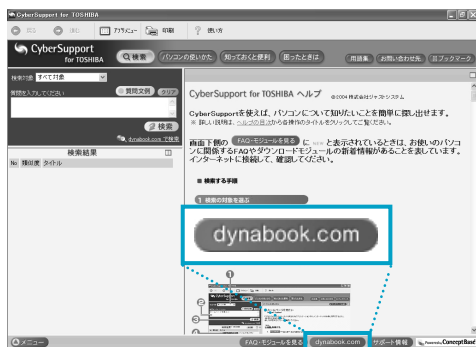 CyberSupport for TOSHIBA
印刷
使い方
CyberSupport
for TOSHIBA
検索
パソコンの使いかた
知っておくと便利
困ったときは
用語集
お問い合わせ先
ブックマーク
検索対象 すべて対象
質問を入力してください
質問文例
クリア
検索
dynabook.com で検索
検索結果
No 類似度 タイトル
CyberSupport for TOSHIBA ヘルプ ©2004 株式会社ジャストシステム
CyberSupportを使えば、パソコンについて知りたいことを簡単に探し出せます。
※ 詳しい説明は、ヘルプの目次から各操作のタイトルをクリックしてご覧ください。
画面下側の FAQ・モジュールを見る に NEW と表示されているときは、お使いのパソコ
ンに関係するFAQやダウンロードモジュールの新着情報があることを表しています。
インターネットに接続して、確認してください。
■ 検索する手順
1 検索の対象を選ぶ
dynabook.com
1
2
3
4
メニュー
FAQ・モジュールを見る
dynabook.com
サポート情報
Powered by ConceptBase